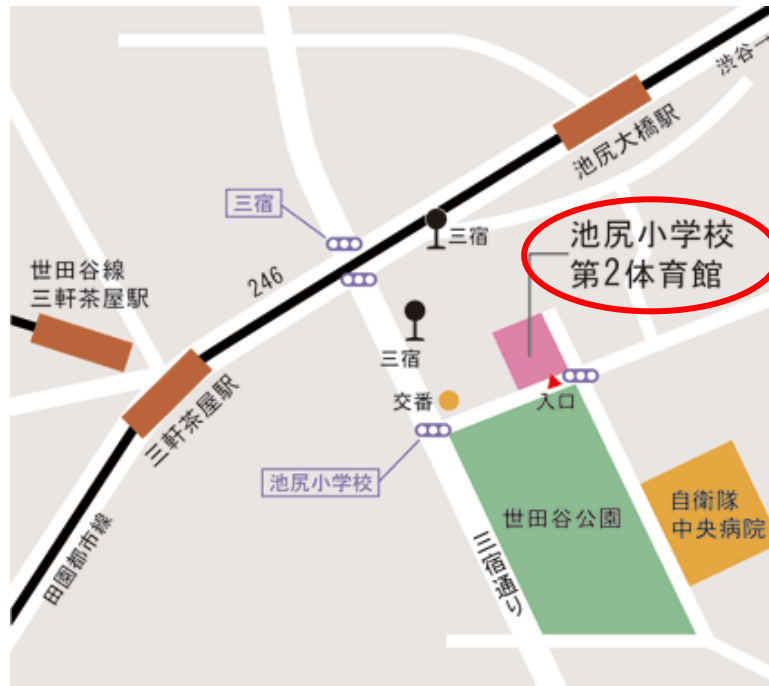 渋谷→
池尻大橋駅
三宿
三宿
池尻小学校
第2体育館
246
世田谷線
三軒茶屋駅
三宿
交番
入口
三軒茶屋駅
池尻小学校
世田谷公園
自衛隊
中央病院
三宿通り
田園都市線